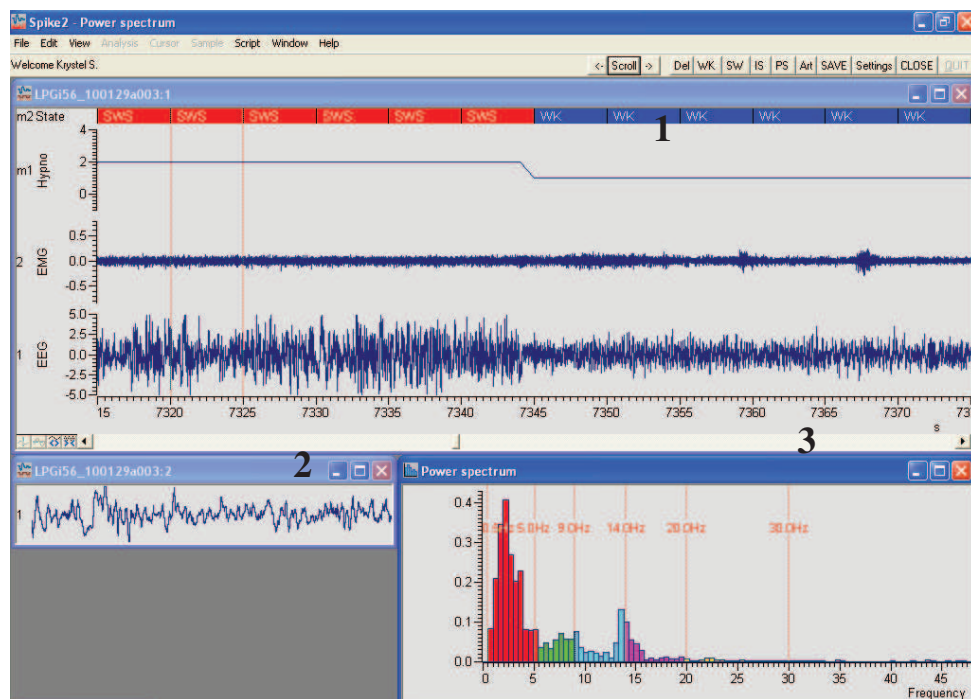 Spike2 - Power spectrum
File Edit View Analysis Cursor Sample Script Window Help
Welcome Krystel S. <- Scroll -> Del WK SW IS PS Art SAVE Settings CLOSE QUIT
LPGi56_100129a003:1
m2 State SWS SWS SWS SWS SWS SWS WK WK WK WK WK WK
1
4
m1 Hypno 2
0
0.5
2 EMG 0.0
-0.5
5.0
2.5
1 EEG 0.0
-2.5
-5.0
15 7320 7325 7330 7335 7340 7345 7350 7355 7360 7365 7370 73
s
3
2
LPGi56_100129a003:2
1
Power spectrum
0.4
5.0Hz 9.0Hz 14.0Hz 20.0Hz 30.0Hz
0.3
0.2
0.1
0.0
0 5 10 15 20 25 30 35 40 45
Frequency